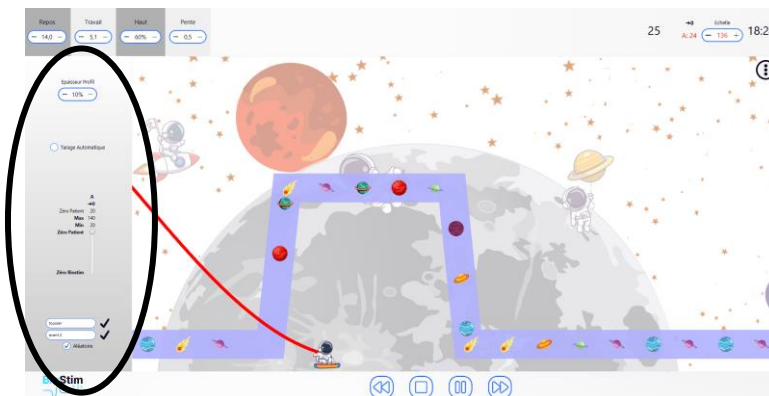 Repos Travail Haut Pente
− 14,0 − − 5,1 − − 60% − − 0,5 −
25
A: 24
Echelle
− 136 +
18:2
Epaisseur Profil
− 10% −
Tarage Automatique
A
Zéro Patient 20
Max 140
Min 20
Zéro Patient
Zéro Biostim
Aléatoire
Stim